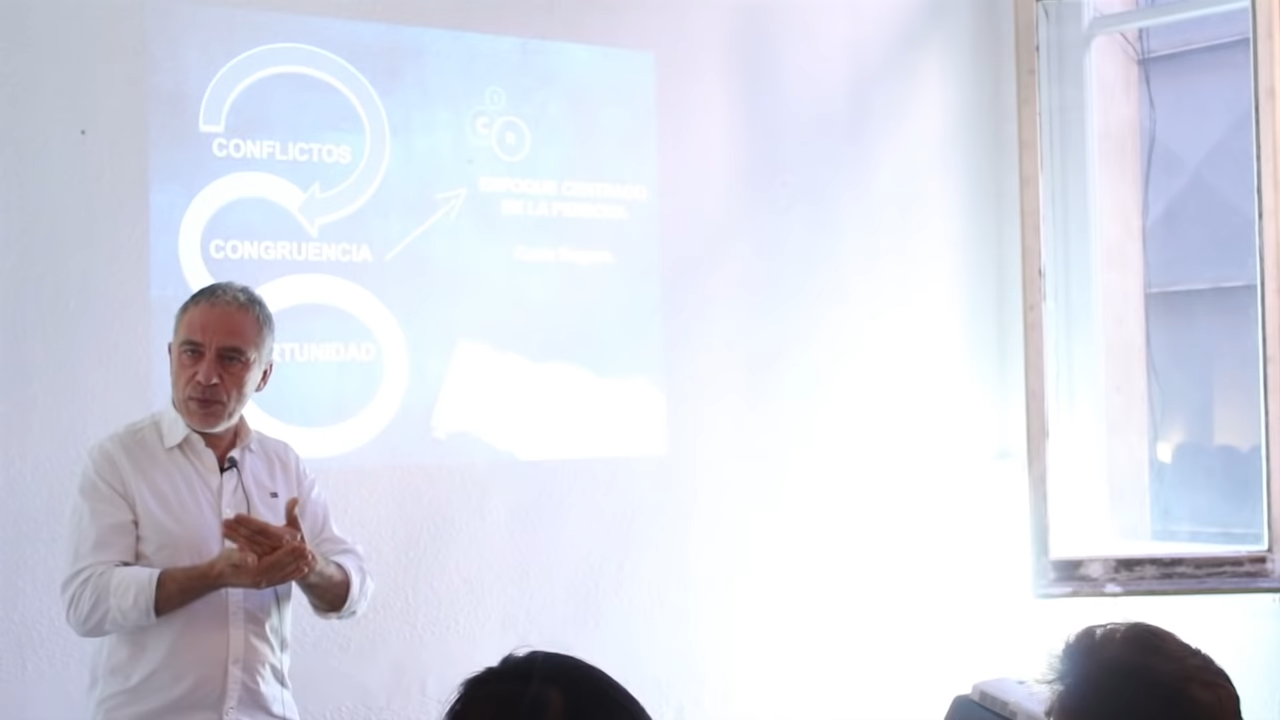 CONFLICTOS
CONGRUENCIA
RTUNIDAD
C
R
ENFOQUE CENTRADO
EN LA PERSONA